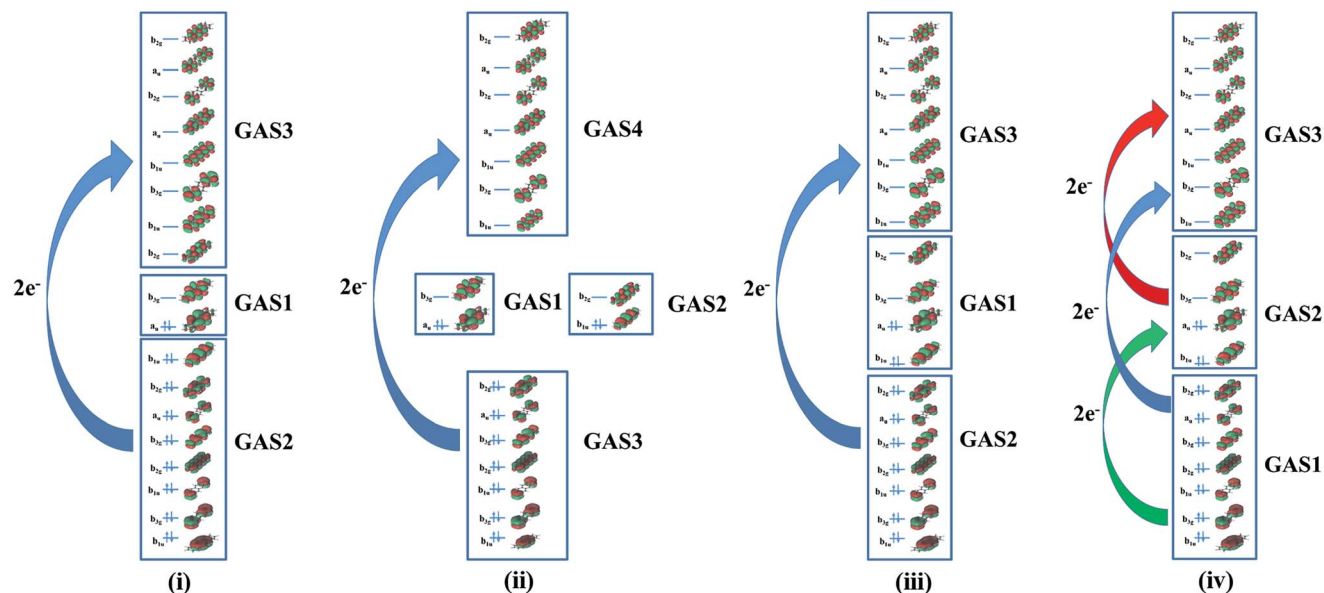 b2g
au
b2g
au
GAS3
b1u
b3g
b1u
b2g
2e-
b3g
GAS1
au
b1u
b2g
au
b3g
GAS2
b2g
b1u
b3g
b1u
(i)
b2g
au
b2g
au
GAS4
b1u
b3g
b1u
2e-
b3g
au
GAS1
b2g
b1u
GAS2
b2g
au
b3g
GAS3
b2g
b1u
b3g
b1u
(ii)
b2g
au
b2g
au
GAS3
b1u
b3g
b1u
2e-
b2g
b3g
GAS1
au
b1u
b2g
au
b3g
GAS2
b2g
b1u
b3g
b1u
(iii)
b2g
au
b2g
au
GAS3
b1u
b3g
b1u
2e-
b2g
b3g
GAS2
au
b1u
2e-
2e-
b2g
au
b3g
b2g
GAS1
b1u
b3g
b1u
(iv)